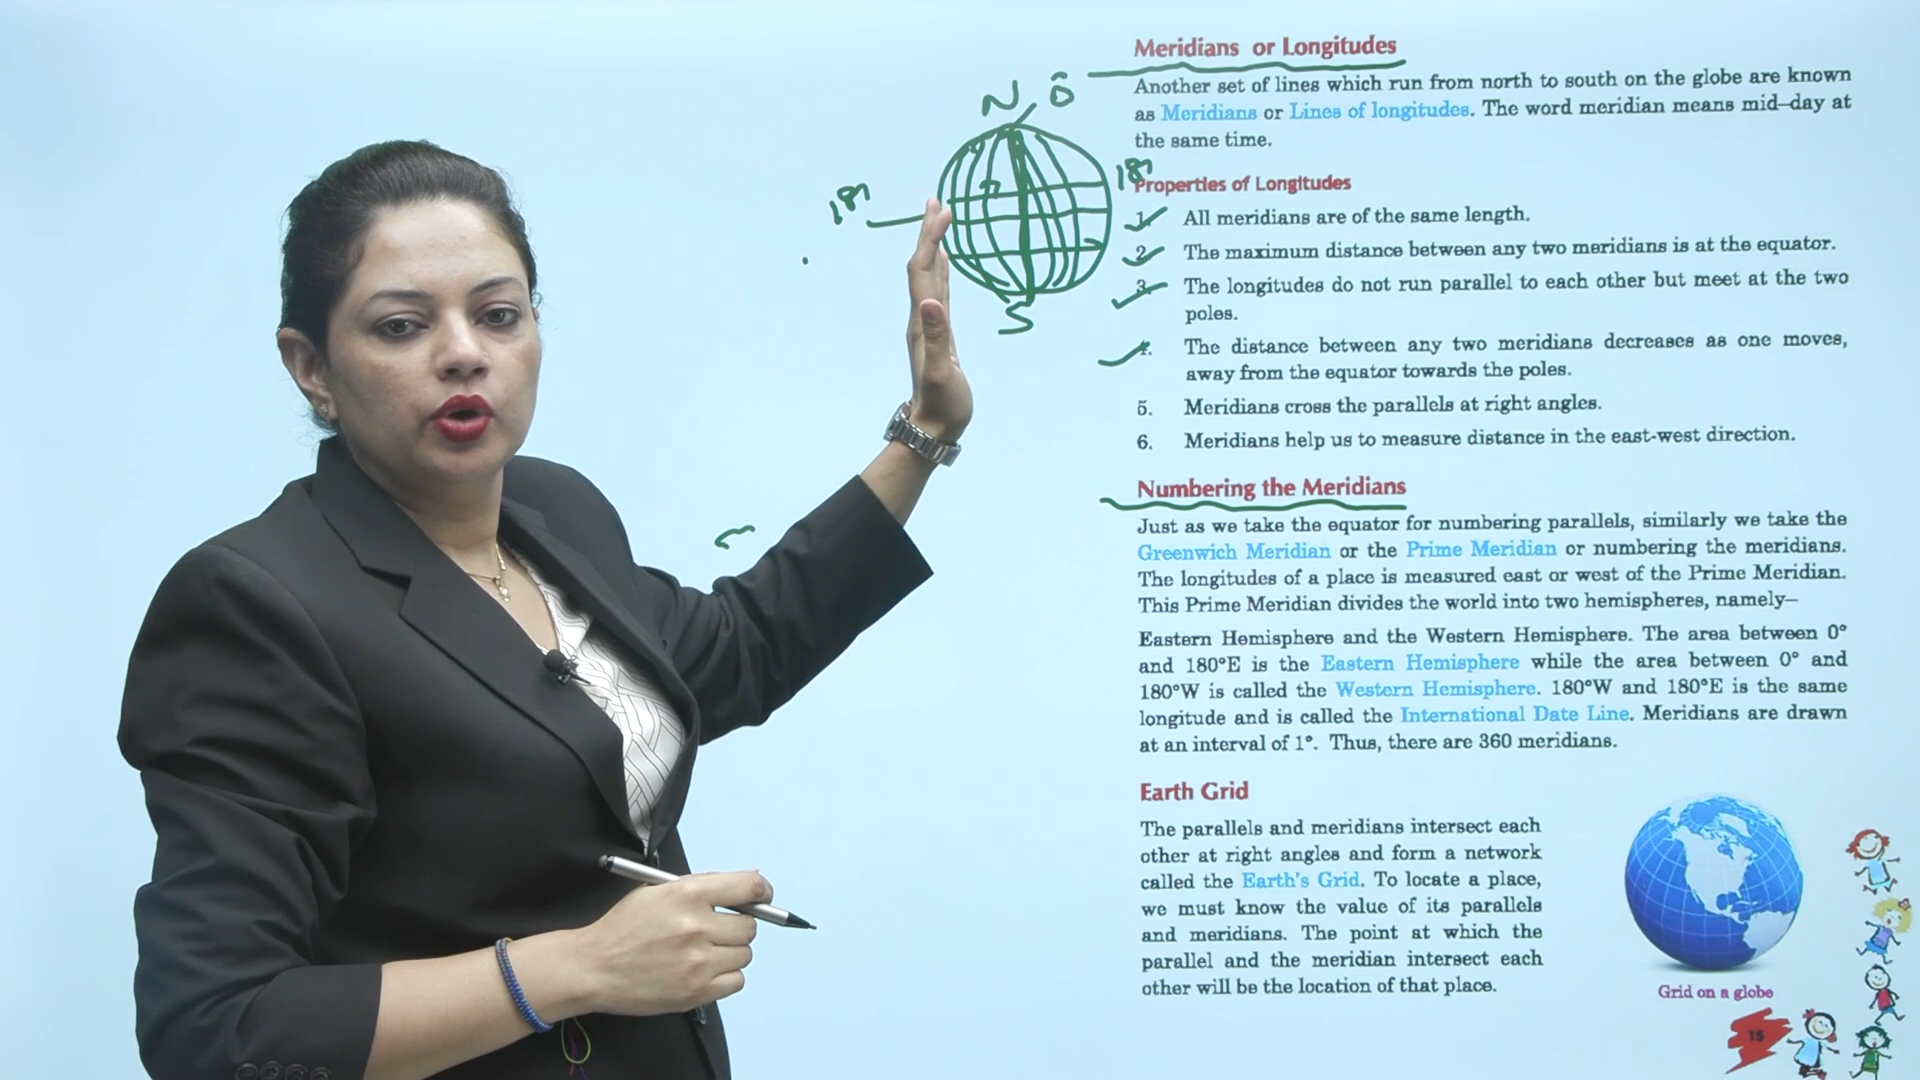 Meridians or Longitudes
Another set of lines which run from north to south on the globe are known
as Meridians or Lines of longitudes. The word meridian means mid–day at
the same time.
N 0
180
180
S
Properties of Longitudes
1. All meridians are of the same length.
2. The maximum distance between any two meridians is at the equator.
3. The longitudes do not run parallel to each other but meet at the two
poles.
4. The distance between any two meridians decreases as one moves,
away from the equator towards the poles.
5. Meridians cross the parallels at right angles.
6. Meridians help us to measure distance in the east-west direction.
Numbering the Meridians
Just as we take the equator for numbering parallels, similarly we take the
Greenwich Meridian or the Prime Meridian or numbering the meridians.
The longitudes of a place is measured east or west of the Prime Meridian.
This Prime Meridian divides the world into two hemispheres, namely–
Eastern Hemisphere and the Western Hemisphere. The area between 0°
and 180°E is the Eastern Hemisphere while the area between 0° and
180°W is called the Western Hemisphere. 180°W and 180°E is the same
longitude and is called the International Date Line. Meridians are drawn
at an interval of 1°. Thus, there are 360 meridians.
Earth Grid
The parallels and meridians intersect each
other at right angles and form a network
called the Earth's Grid. To locate a place,
we must know the value of its parallels
and meridians. The point at which the
parallel and the meridian intersect each
other will be the location of that place.
Grid on a globe
15